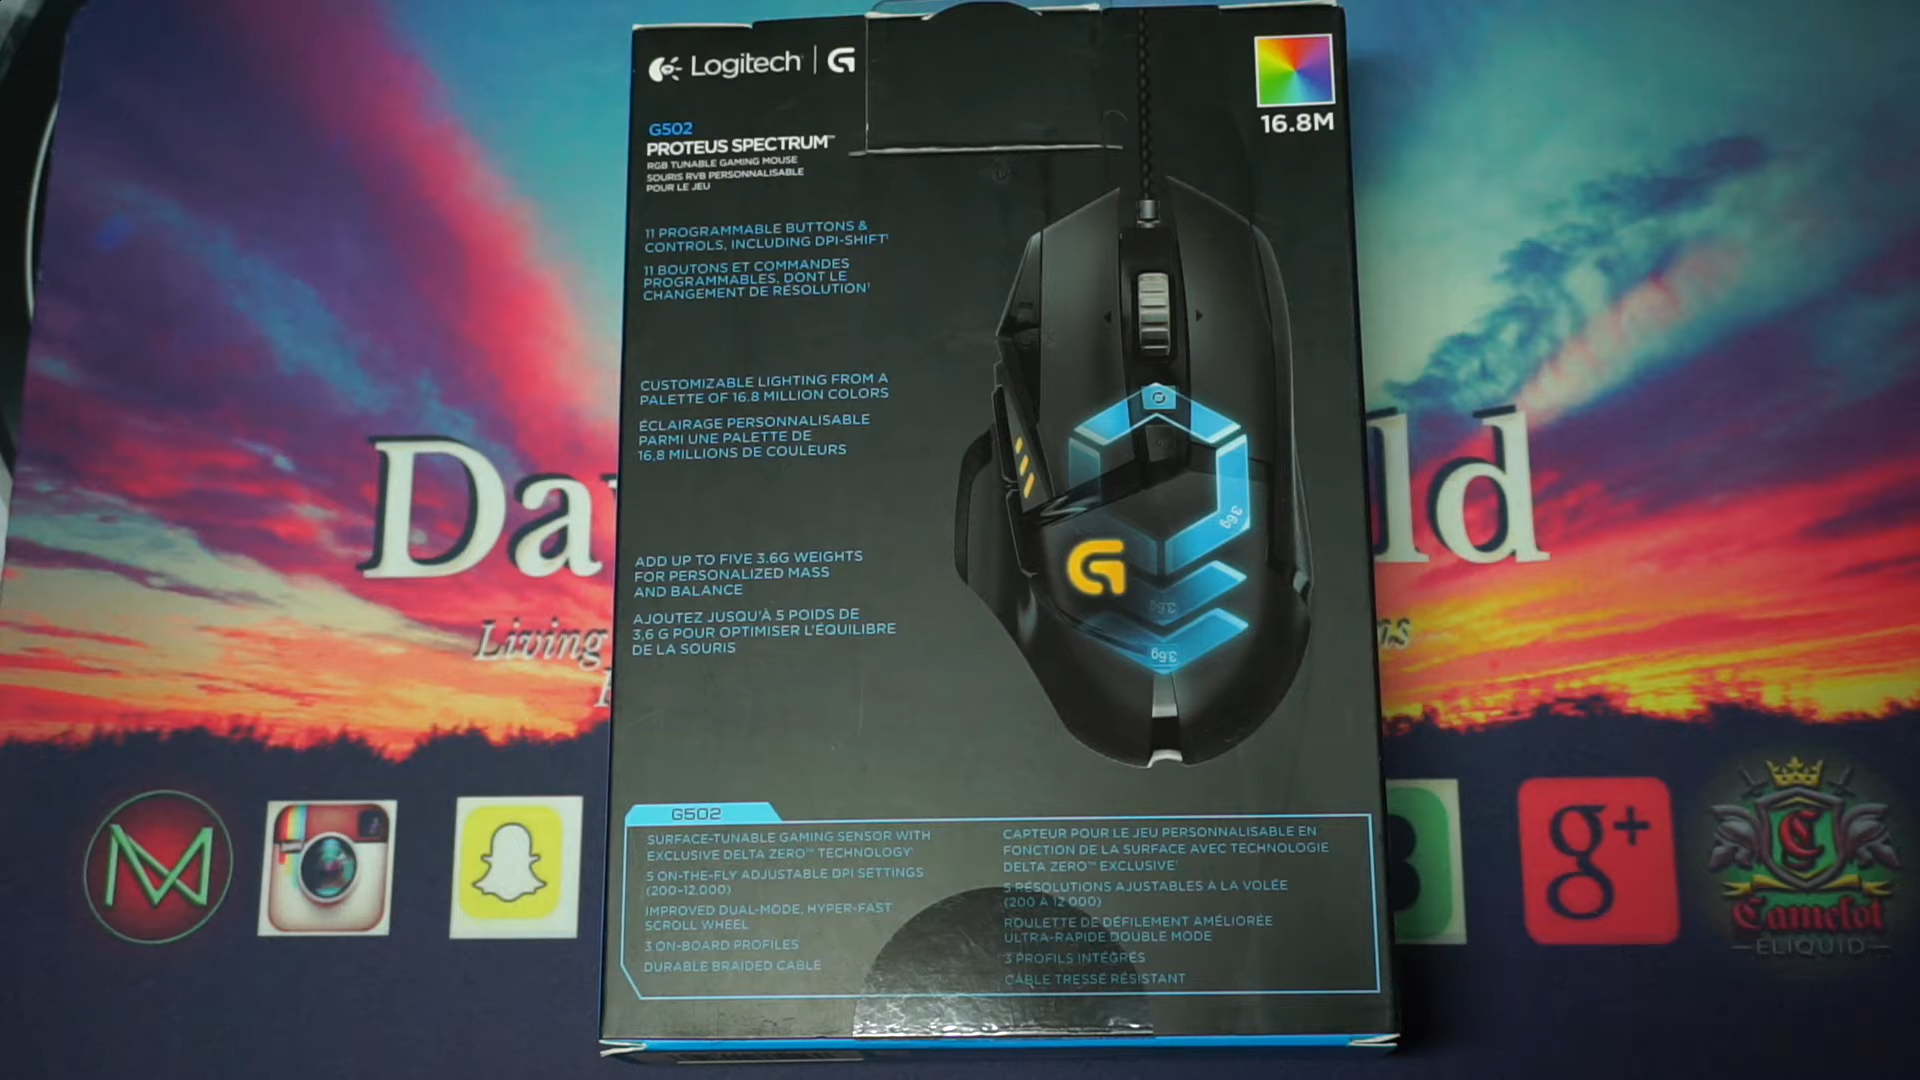 Logitech | G
16.8M
G502
PROTEUS SPECTRUM™
RGB TUNABLE GAMING MOUSE
SOURIS RVB PERSONNALISABLE
POUR LE JEU
11 PROGRAMMABLE BUTTONS &
CONTROLS, INCLUDING DPI-SHIFT¹
11 BOUTONS ET COMMANDES
PROGRAMMABLES, DONT LE
CHANGEMENT DE RÉSOLUTION¹
CUSTOMIZABLE LIGHTING FROM A
PALETTE OF 16.8 MILLION COLORS
ÉCLAIRAGE PERSONNALISABLE
PARMI UNE PALETTE DE
16,8 MILLIONS DE COULEURS
ADD UP TO FIVE 3.6G WEIGHTS
FOR PERSONALIZED MASS
AND BALANCE
AJOUTEZ JUSQU'À 5 POIDS DE
3,6 G POUR OPTIMISER L'ÉQUILIBRE
DE LA SOURIS
3.6g
G
3.6g
3.6g
G502
SURFACE-TUNABLE GAMING SENSOR WITH
EXCLUSIVE DELTA ZERO™ TECHNOLOGY¹
5 ON-THE-FLY ADJUSTABLE DPI SETTINGS
(200-12,000)
IMPROVED DUAL-MODE, HYPER-FAST
SCROLL WHEEL
3 ON-BOARD PROFILES
DURABLE BRAIDED CABLE
CAPTEUR POUR LE JEU PERSONNALISABLE EN
FONCTION DE LA SURFACE AVEC TECHNOLOGIE
DELTA ZERO™ EXCLUSIVE¹
5 RÉSOLUTIONS AJUSTABLES À LA VOLÉE
(200 À 12 000)
ROULETTE DE DÉFILEMENT AMÉLIORÉE
ULTRA-RAPIDE DOUBLE MODE
3 PROFILS INTÉGRÉS
CÂBLE TRESSÉ RÉSISTANT
Da
ld
Living
g+
C
Camelot
ELIQUID